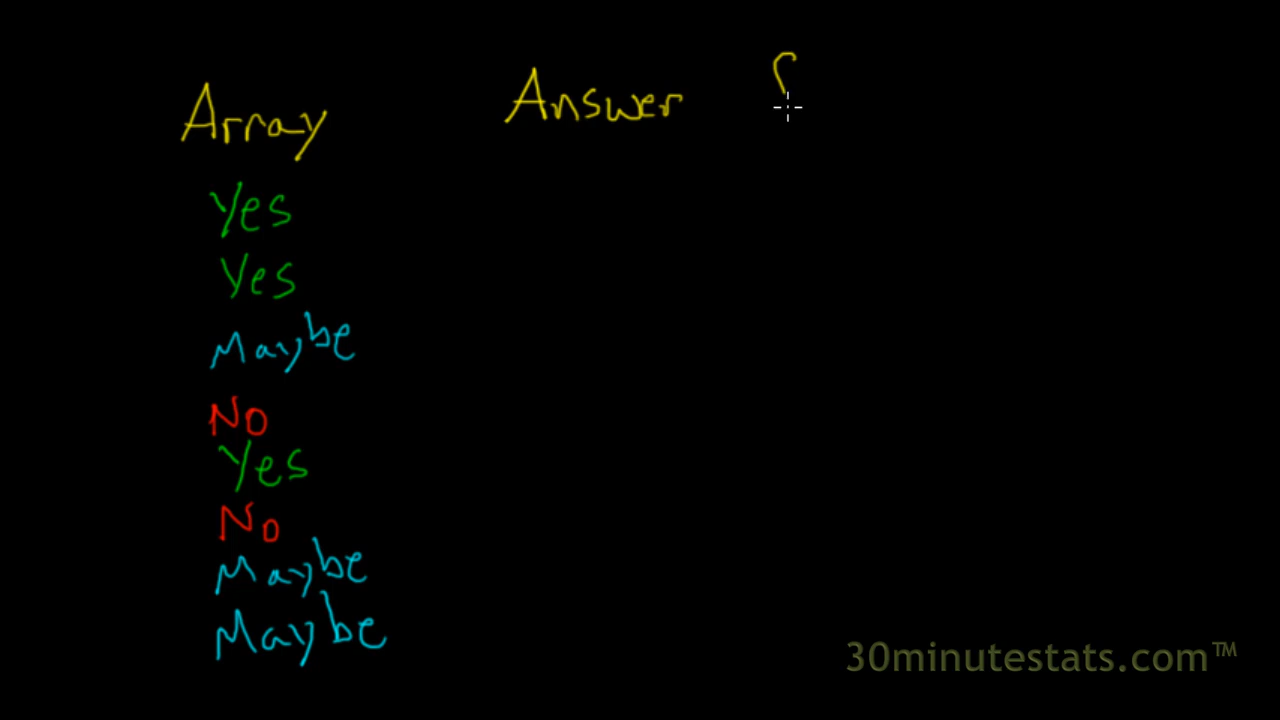 Array Answer
Yes
Yes
Maybe
No
Yes
No
Maybe
Maybe
30minutestats.com™